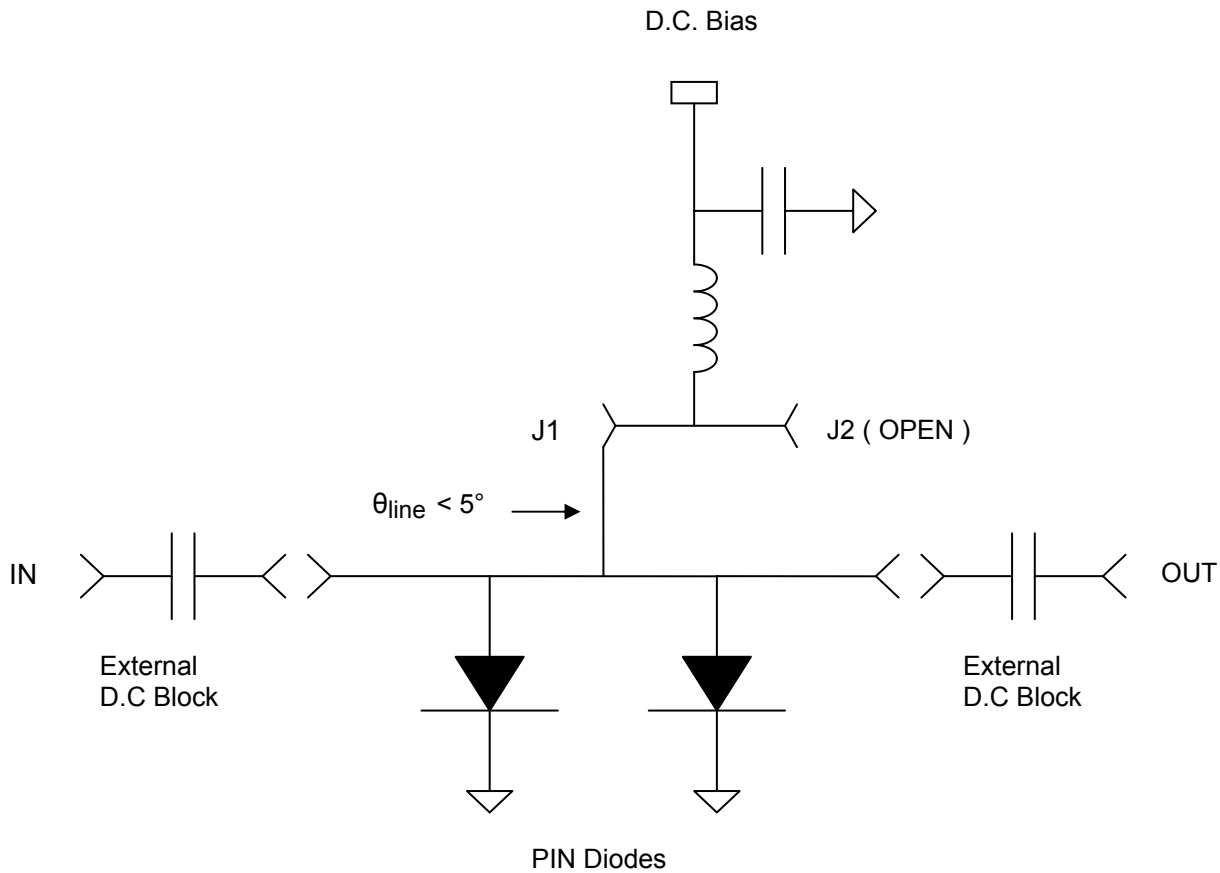 D.C. Bias
J1
J2 ( OPEN )
θline < 5°
IN
OUT
External
D.C Block
External
D.C Block
PIN Diodes